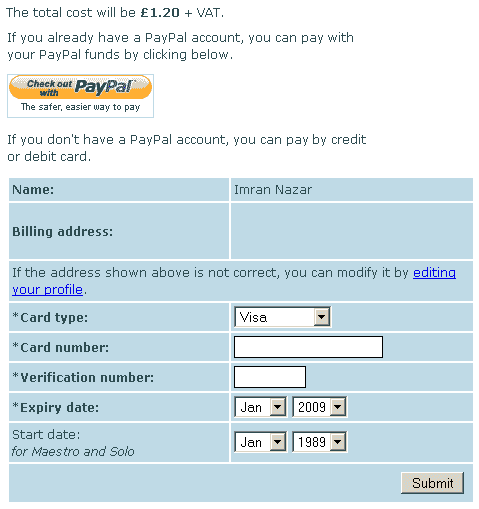 The total cost will be £1.20 + VAT.
If you already have a PayPal account, you can pay with
your PayPal funds by clicking below.
Check out
with PayPal
The safer, easier way to pay
If you don't have a PayPal account, you can pay by credit
or debit card.
Name: Imran Nazar
Billing address:
If the address shown above is not correct, you can modify it by editing
your profile.
*Card type: Visa
*Card number:
*Verification number:
*Expiry date: Jan 2009
Start date:
for Maestro and Solo Jan 1989
Submit